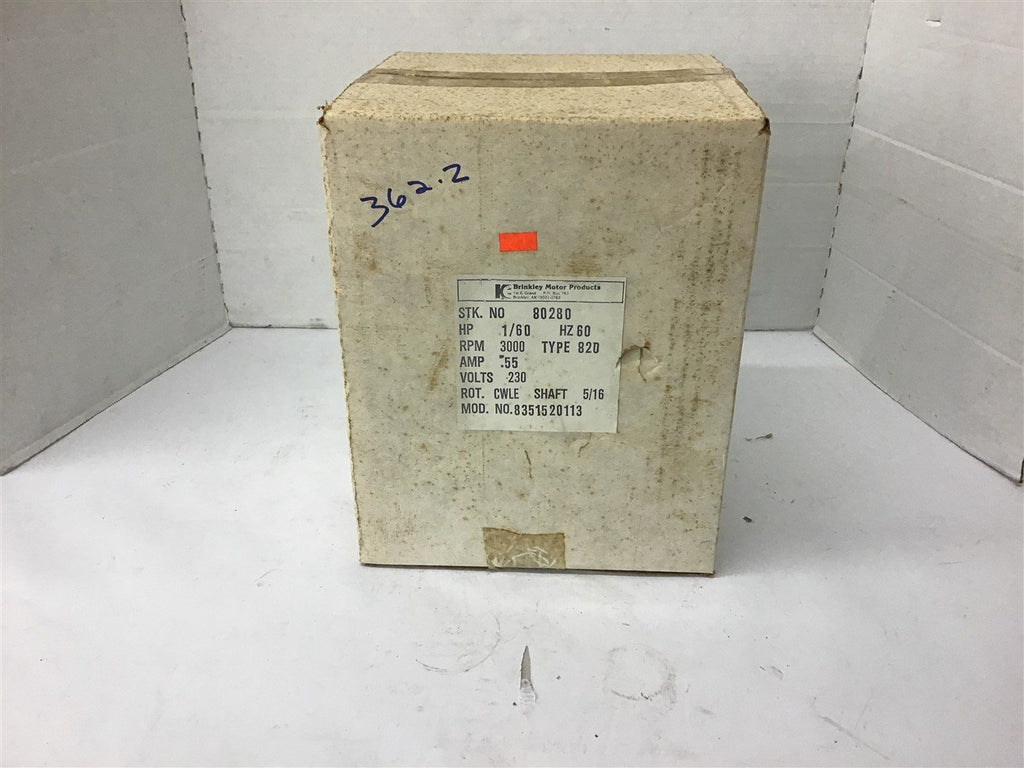 362.2
Brinkley Motor Products
STK. NO 80280
HP 1/60 HZ 60
RPM 3000 TYPE 820
AMP .55
VOLTS 230
ROT. CWLE SHAFT 5/16
MOD. NO. 8351520113